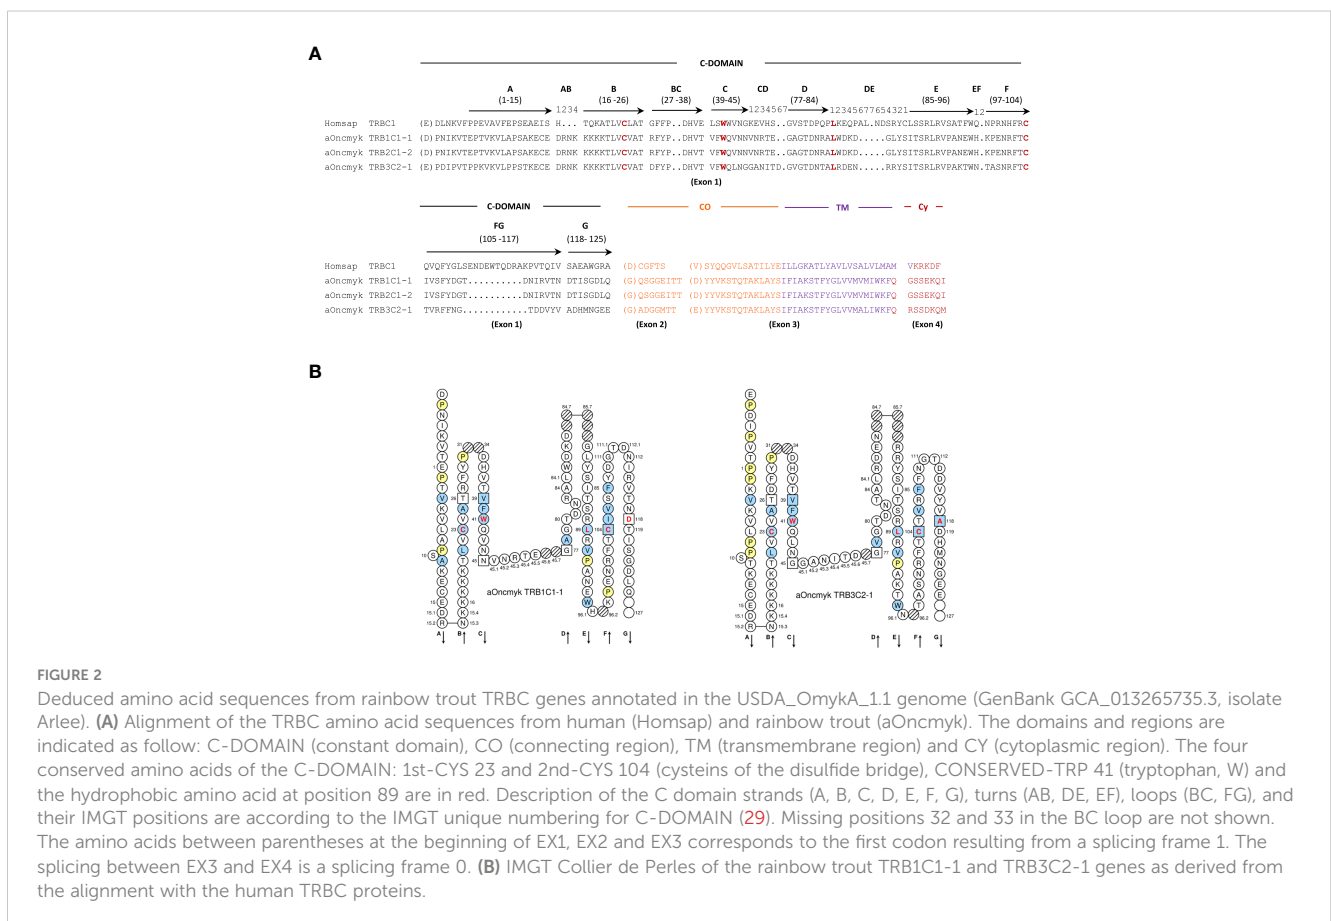 A
C-DOMAIN
A AB B BC C CD D DE E EF F
(1-15) (16 -26) (27 -38) (39-45) (77-84) (85-96) (97-104)
1234 1234567 1234567654321 12
Homsap TRBC1 (E)DLNKVFPPEVAVFEPSEAEIS H... TQKATLVCLAT GFFP..DHVE LSWWVNGKEVHS..GVSTDPQPLKEQPALNDSRYCLSSRLRVSATFWQ.NPRNHFRC
aOncmyk TRB1C1-1 (D)PNIKVTEPTVKVLAPSAKECE DRNK KKKKTLVCVAT RFYP..DHVT VFWQVNNVNRTE..GAGTDNRALWDKD....GLYSITSRLRVPANEWH.KPENRFTC
aOncmyk TRB2C1-2 (D)PNIKVTEPTVKVLAPSAKECE DRNK KKKKTLVCVAT RFYP..DHVT VFWQVNNVNRTE..GAGTDNRALWDKD....GLYSITSRLRVPANEWH.KPENRFTC
aOncmyk TRB3C2-1 (E)PDIPVTPPKVKVLPPSTKECE DRNK KKKKTLVCVAT DFYP..DHVT VFWQLNGGANITD.GVGTDNTALRDEN....RRYSITSRLRVPAKTWN.TASNRFTC
(Exon 1)
C-DOMAIN CO TM Cy
FG G
(105 -117) (118- 125)
Homsap TRBC1 QVQFYGLSENDEWTQDRAKPVTQIV SAEAWGRA (D)CGFTS (V)SYQQGVLSATILYEILLGKATLYAVLVSALVLMAM VKRKDF
aOncmyk TRB1C1-1 IVSFYDGT..........DNIRVTN DTISGDLQ (G)QSGGEITT (D)YYVKSTQTAKLAYSIFIAKSTFYGLVVMVMIWKFQ GSSEKQI
aOncmyk TRB2C1-2 IVSFYDGT..........DNIRVTN DTISGDLQ (G)QSGGEITT (D)YYVKSTQTAKLAYSIFIAKSTFYGLVVMVMIWKFQ GSSEKQI
aOncmyk TRB3C2-1 TVRFFNG...........TDDVYV ADHMNGEE (G)ADGGMTT (E)YYVKSTQTAKLAYSIFIAKSTFYGLVVMALIWKFQ RSSDKQM
(Exon 1) (Exon 2) (Exon 3) (Exon 4)
B
aOncmyk TRB1C1-1
A B C D E F G
aOncmyk TRB3C2-1
A B C D E F G
FIGURE 2
Deduced amino acid sequences from rainbow trout TRBC genes annotated in the USDA_OmykA_1.1 genome (GenBank GCA_013265735.3, isolate
Arlee). (A) Alignment of the TRBC amino acid sequences from human (Homsap) and rainbow trout (aOncmyk). The domains and regions are
indicated as follow: C-DOMAIN (constant domain), CO (connecting region), TM (transmembrane region) and CY (cytoplasmic region). The four
conserved amino acids of the C-DOMAIN: 1st-CYS 23 and 2nd-CYS 104 (cysteins of the disulfide bridge), CONSERVED-TRP 41 (tryptophan, W) and
the hydrophobic amino acid at position 89 are in red. Description of the C domain strands (A, B, C, D, E, F, G), turns (AB, DE, EF), loops (BC, FG), and
their IMGT positions are according to the IMGT unique numbering for C-DOMAIN (29). Missing positions 32 and 33 in the BC loop are not shown.
The amino acids between parentheses at the beginning of EX1, EX2 and EX3 corresponds to the first codon resulting from a splicing frame 1. The
splicing between EX3 and EX4 is a splicing frame 0. (B) IMGT Collier de Perles of the rainbow trout TRB1C1-1 and TRB3C2-1 genes as derived from
the alignment with the human TRBC proteins.